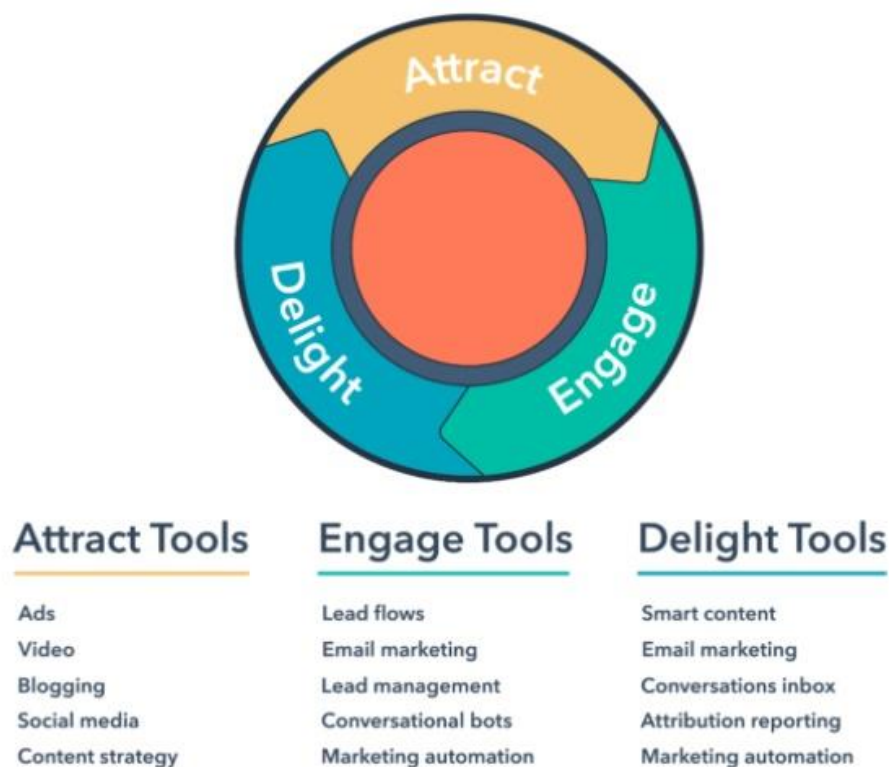 Attract
Engage
Delight
Attract Tools
Ads
Video
Blogging
Social media
Content strategy
Engage Tools
Lead flows
Email marketing
Lead management
Conversational bots
Marketing automation
Delight Tools
Smart content
Email marketing
Conversations inbox
Attribution reporting
Marketing automation